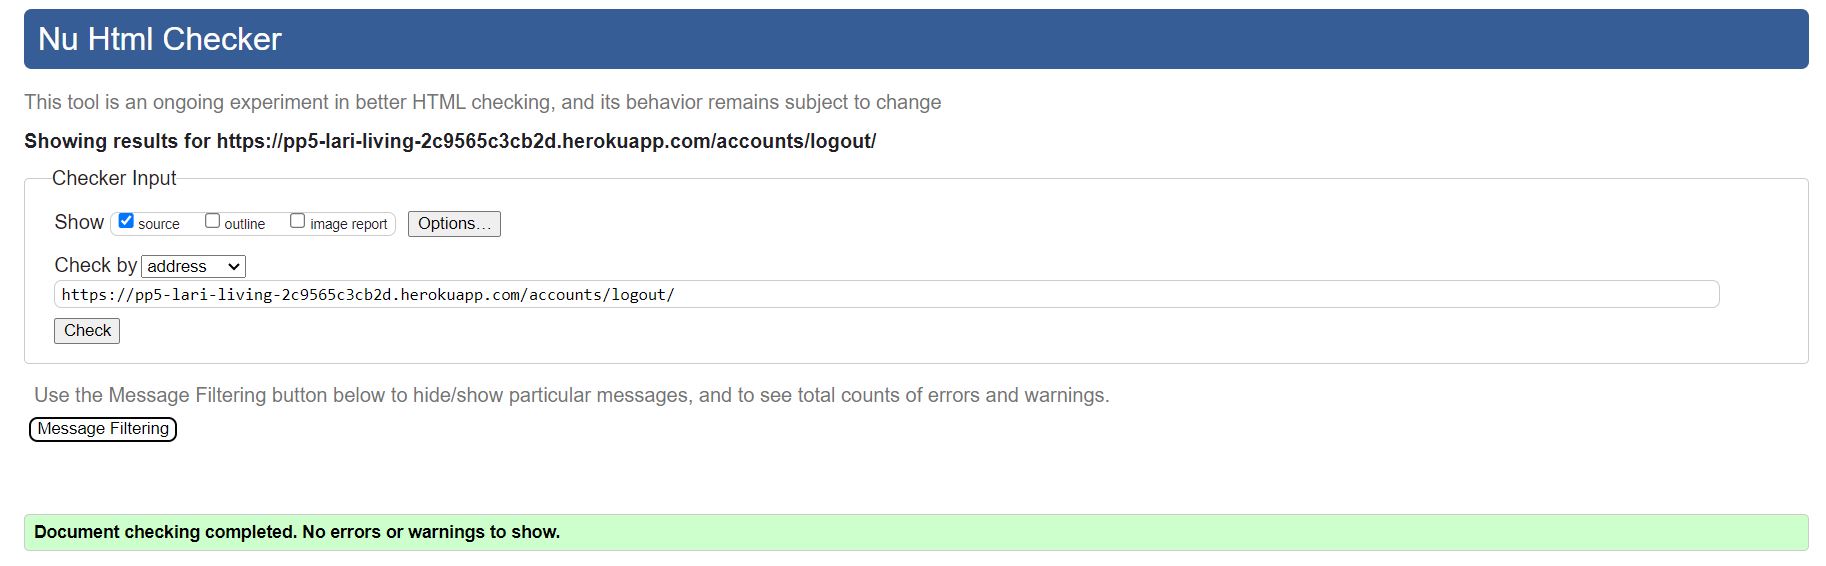 Nu Html Checker
This tool is an ongoing experiment in better HTML checking, and its behavior remains subject to change
Showing results for https://pp5-lari-living-2c9565c3cb2d.herokuapp.com/accounts/logout/
Checker Input
Show source outline image report Options…
Check by address
https://pp5-lari-living-2c9565c3cb2d.herokuapp.com/accounts/logout/
Check
Use the Message Filtering button below to hide/show particular messages, and to see total counts of errors and warnings.
Message Filtering
Document checking completed. No errors or warnings to show.